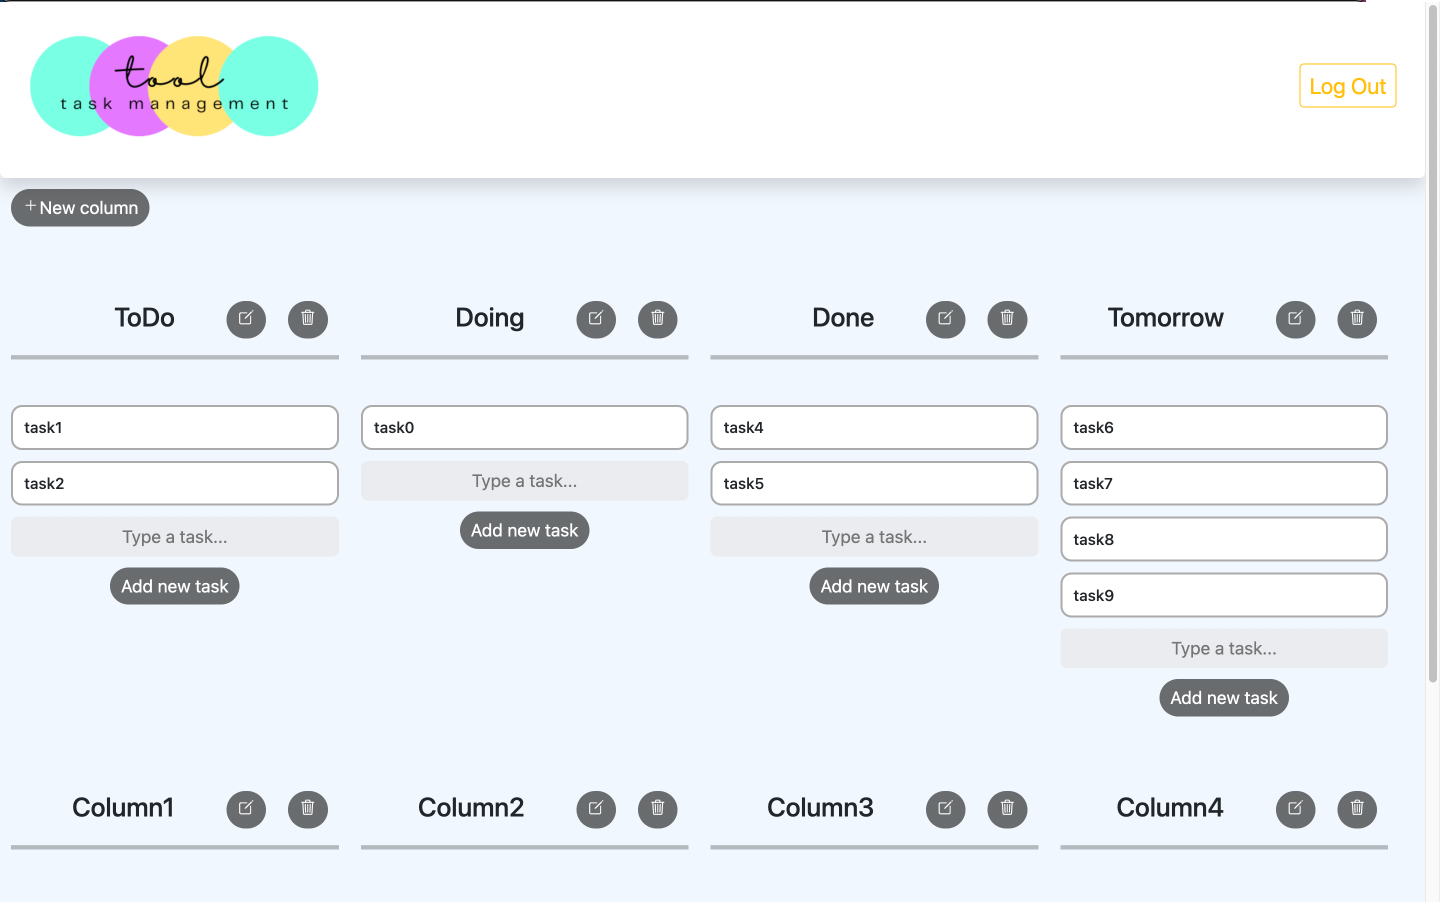 tool
task management
Log Out
+ New column
ToDo
Doing
Done
Tomorrow
task1
task0
task4
task6
task2
Type a task...
task5
task7
Type a task...
Add new task
Type a task...
task8
Add new task
Add new task
task9
Type a task...
Add new task
Column1
Column2
Column3
Column4